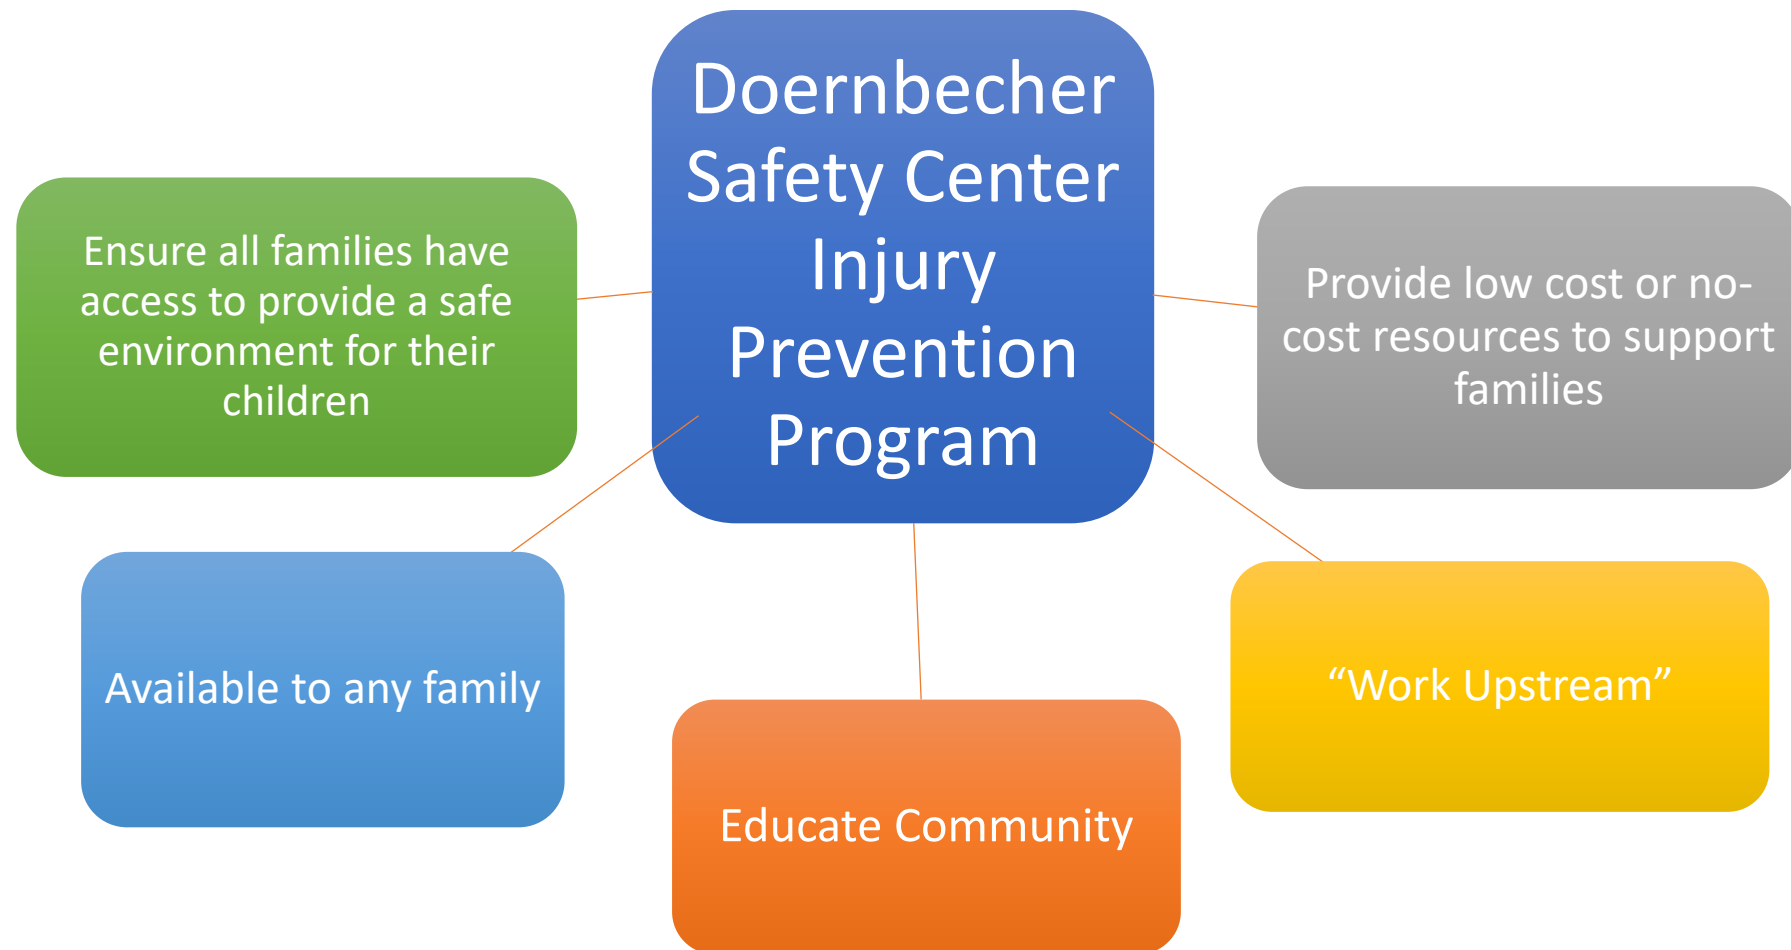 Doernbecher
Safety Center
Injury
Prevention
Program
Ensure all families have
access to provide a safe
environment for their
children
Provide low cost or no-
cost resources to support
families
Available to any family
“Work Upstream”
Educate Community